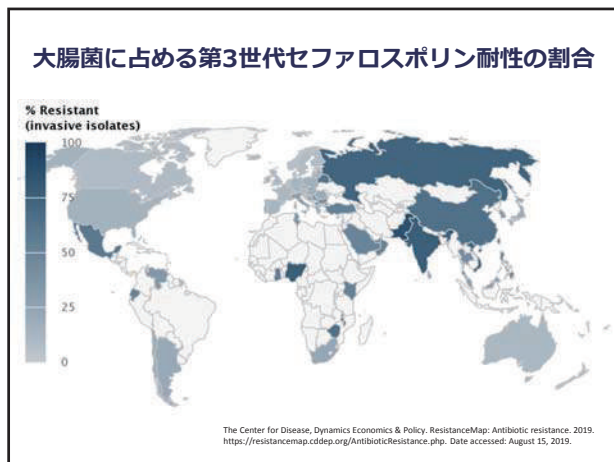 大腸菌に占める第3世代セファロスポリン耐性の割合
% Resistant
(invasive isolates)
100
75
50
25
0
The Center for Disease, Dynamics Economics & Policy. ResistanceMap: Antibiotic resistance. 2019.
https://resistancemap.cddep.org/AntibioticResistance.php. Date accessed: August 15, 2019.